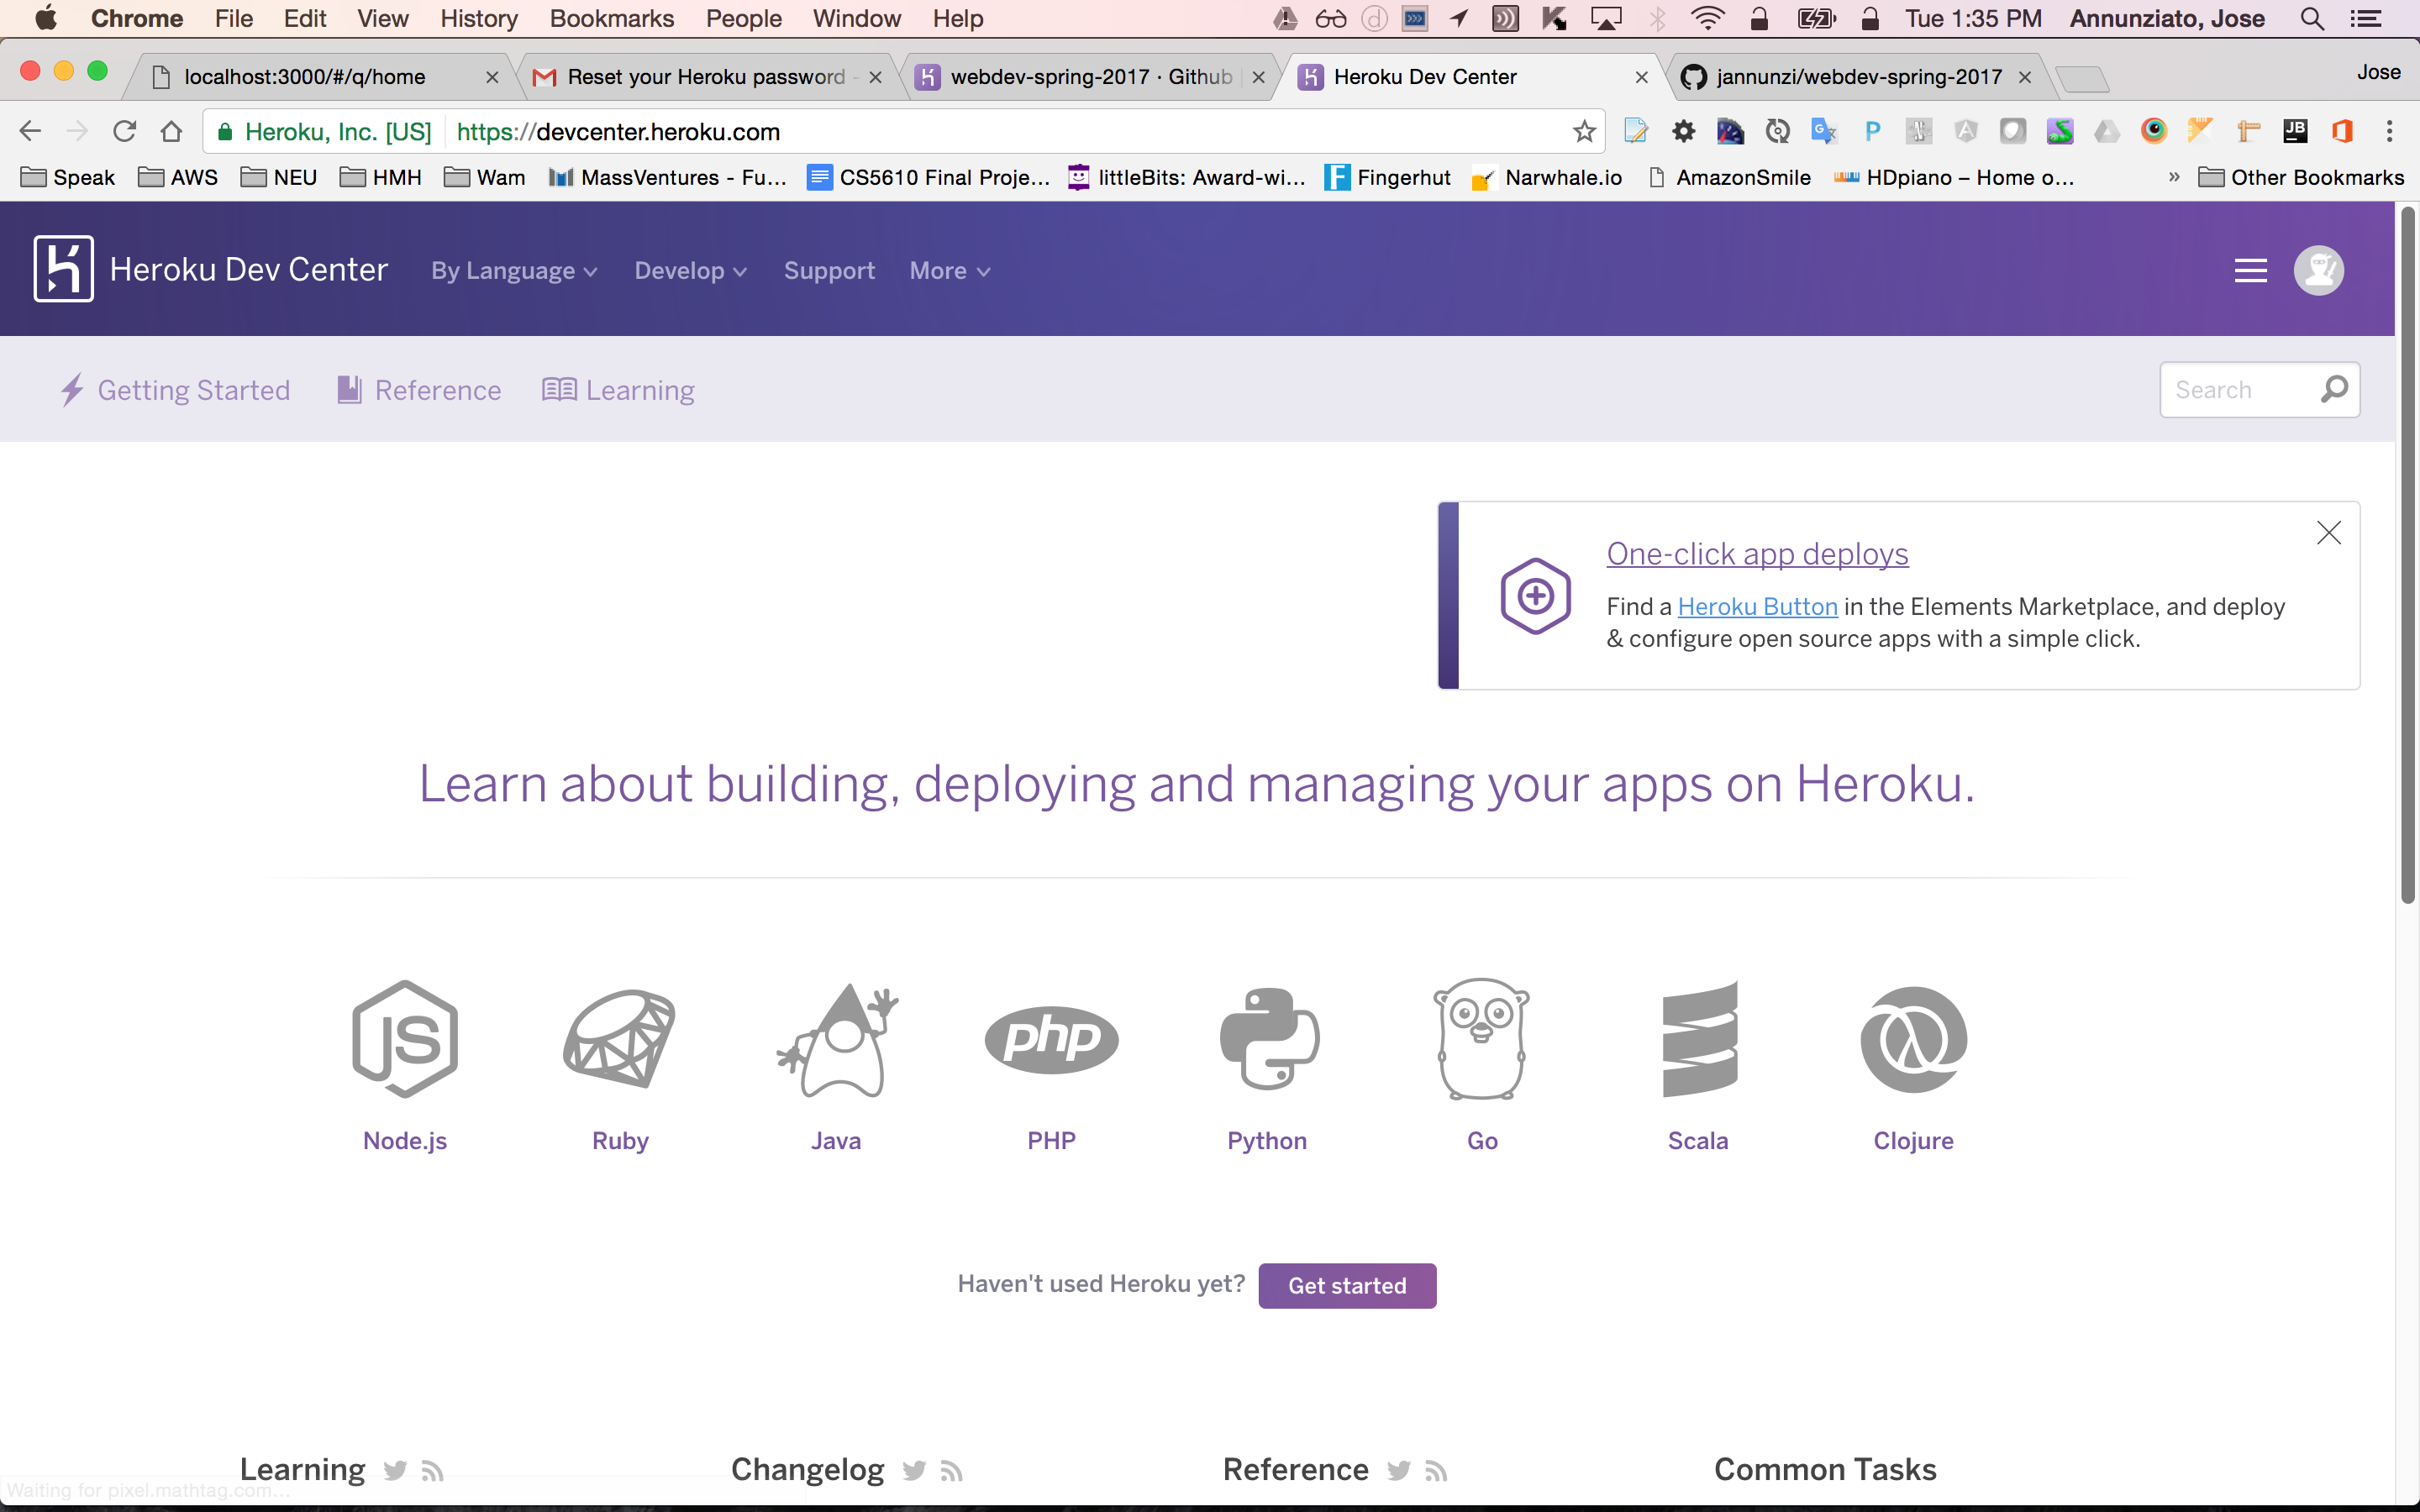 Chrome File Edit View History Bookmarks People Window Help Tue 1:35 PM Annunziato, Jose
localhost:3000/#/q/home Reset your Heroku password - webdev-spring-2017 · Github Heroku Dev Center jannunzi/webdev-spring-2017 Jose
Heroku, Inc. [US] https://devcenter.heroku.com
Speak AWS NEU HMH Wam MassVentures - Fu... CS5610 Final Proje... littleBits: Award-wi... Fingerhut Narwhale.io AmazonSmile HDpiano – Home o... » Other Bookmarks
Heroku Dev Center By Language Develop Support More
Getting Started Reference Learning Search
One-click app deploys
Find a Heroku Button in the Elements Marketplace, and deploy
& configure open source apps with a simple click.
Learn about building, deploying and managing your apps on Heroku.
JS php
Node.js Ruby Java PHP Python Go Scala Clojure
Haven't used Heroku yet? Get started
Learning Changelog Reference Common Tasks
Waiting for pixel.mathtag.com...